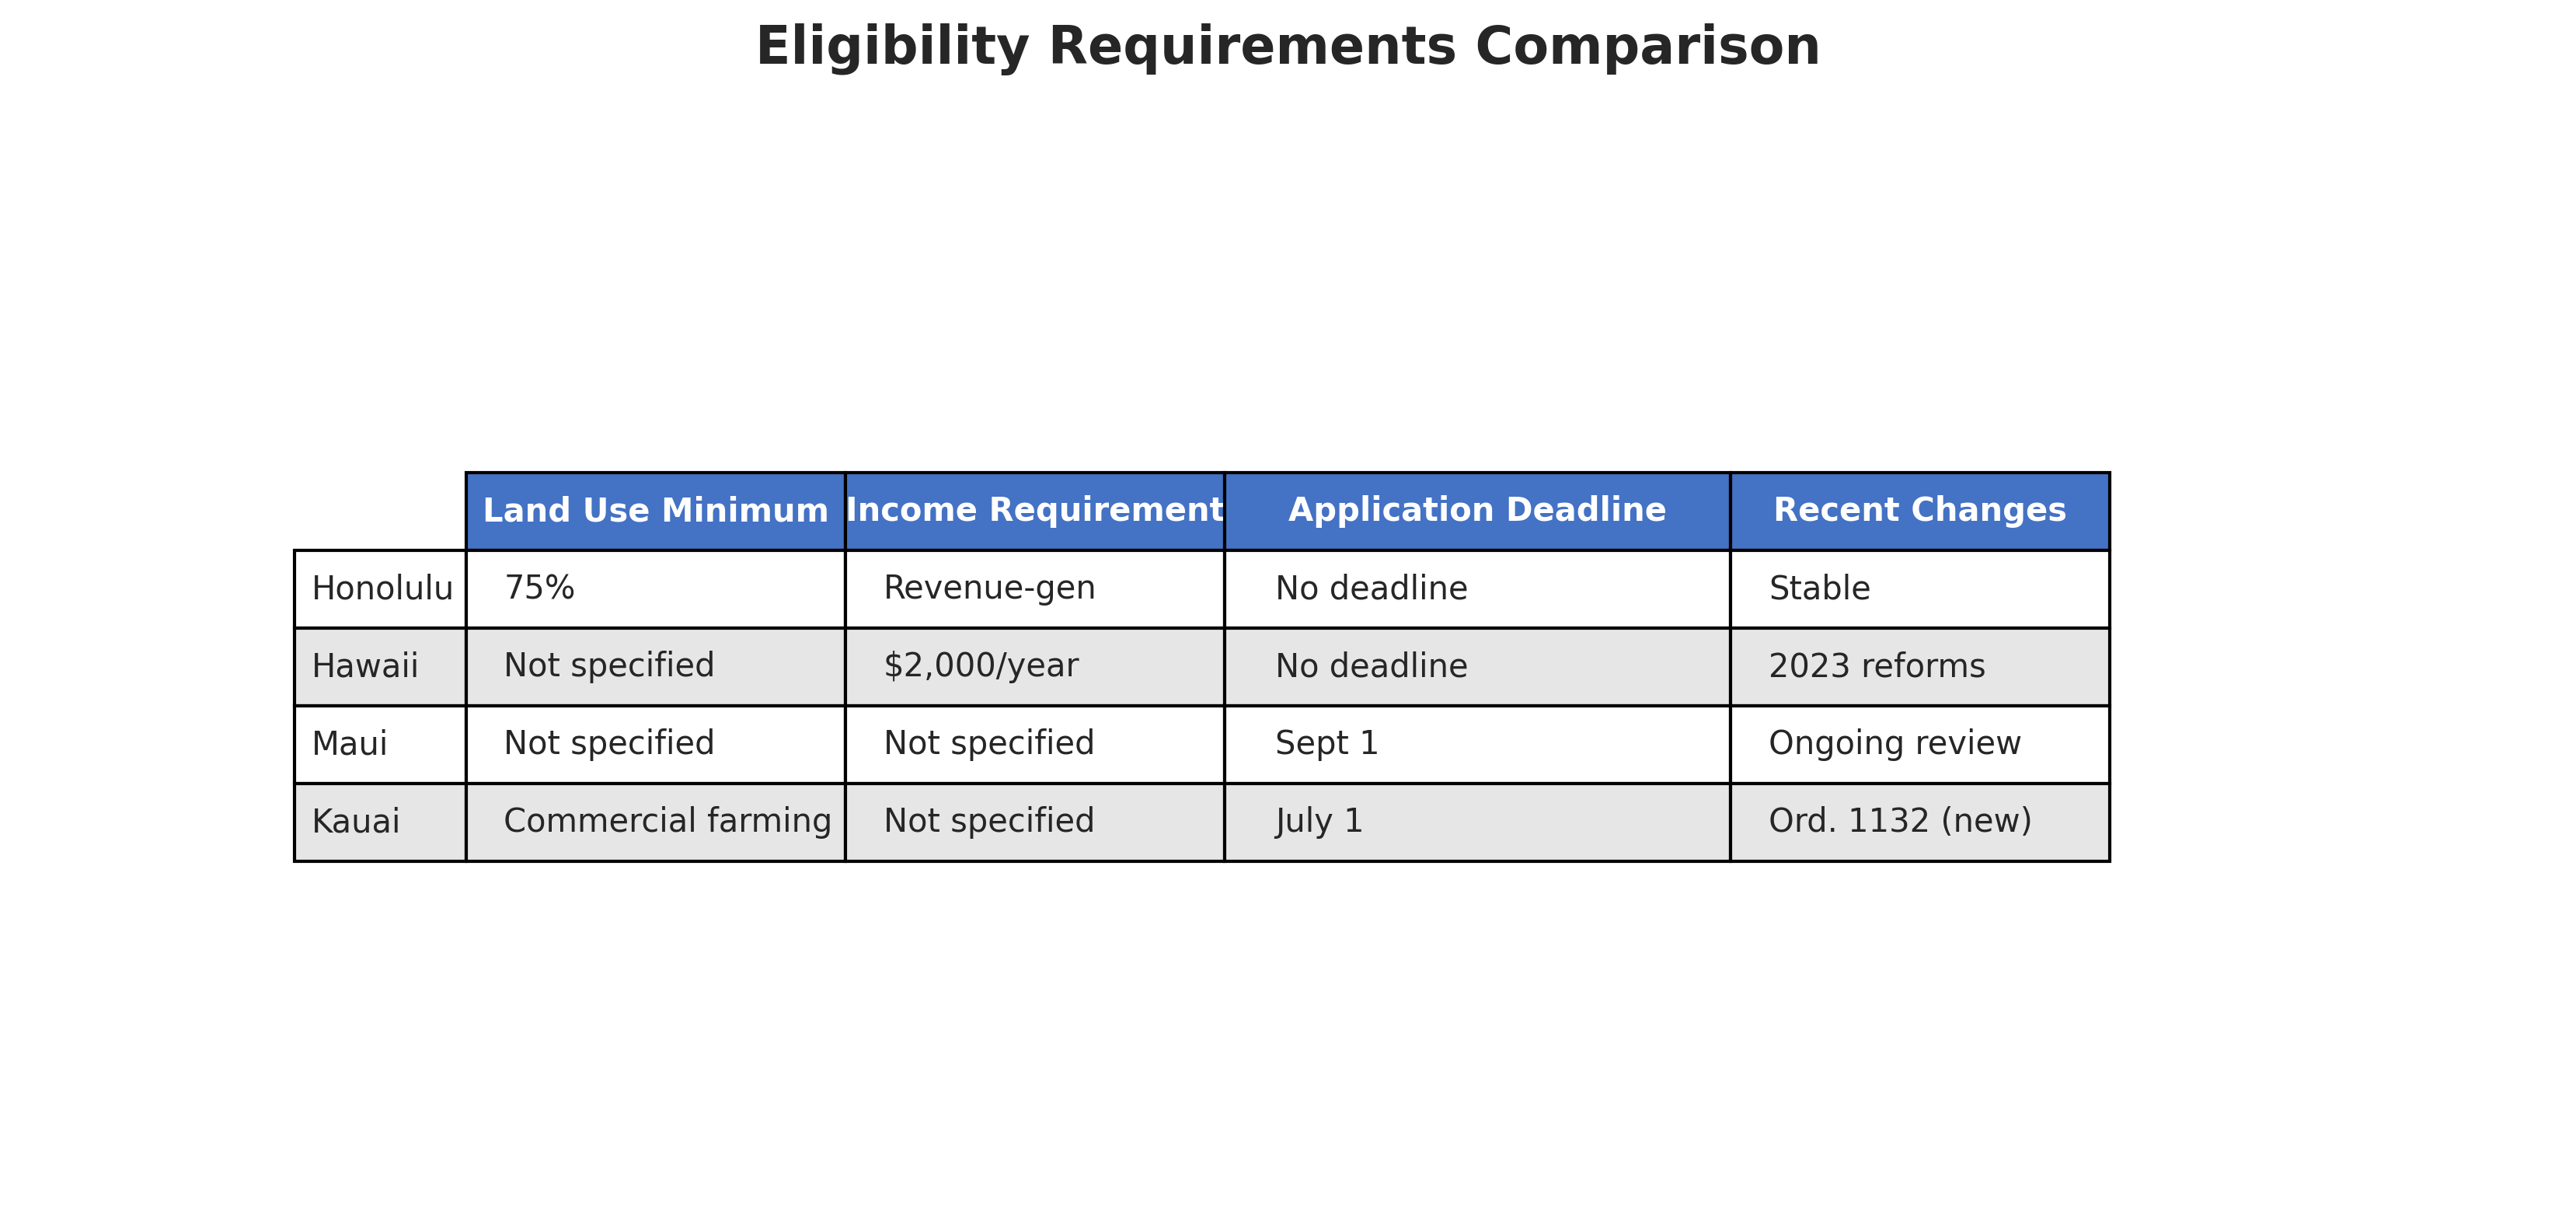 Eligibility Requirements Comparison
Land Use Minimum Income Requirement Application Deadline Recent Changes
Honolulu 75% Revenue-gen No deadline Stable
Hawaii Not specified $2,000/year No deadline 2023 reforms
Maui Not specified Not specified Sept 1 Ongoing review
Kauai Commercial farming Not specified July 1 Ord. 1132 (new)